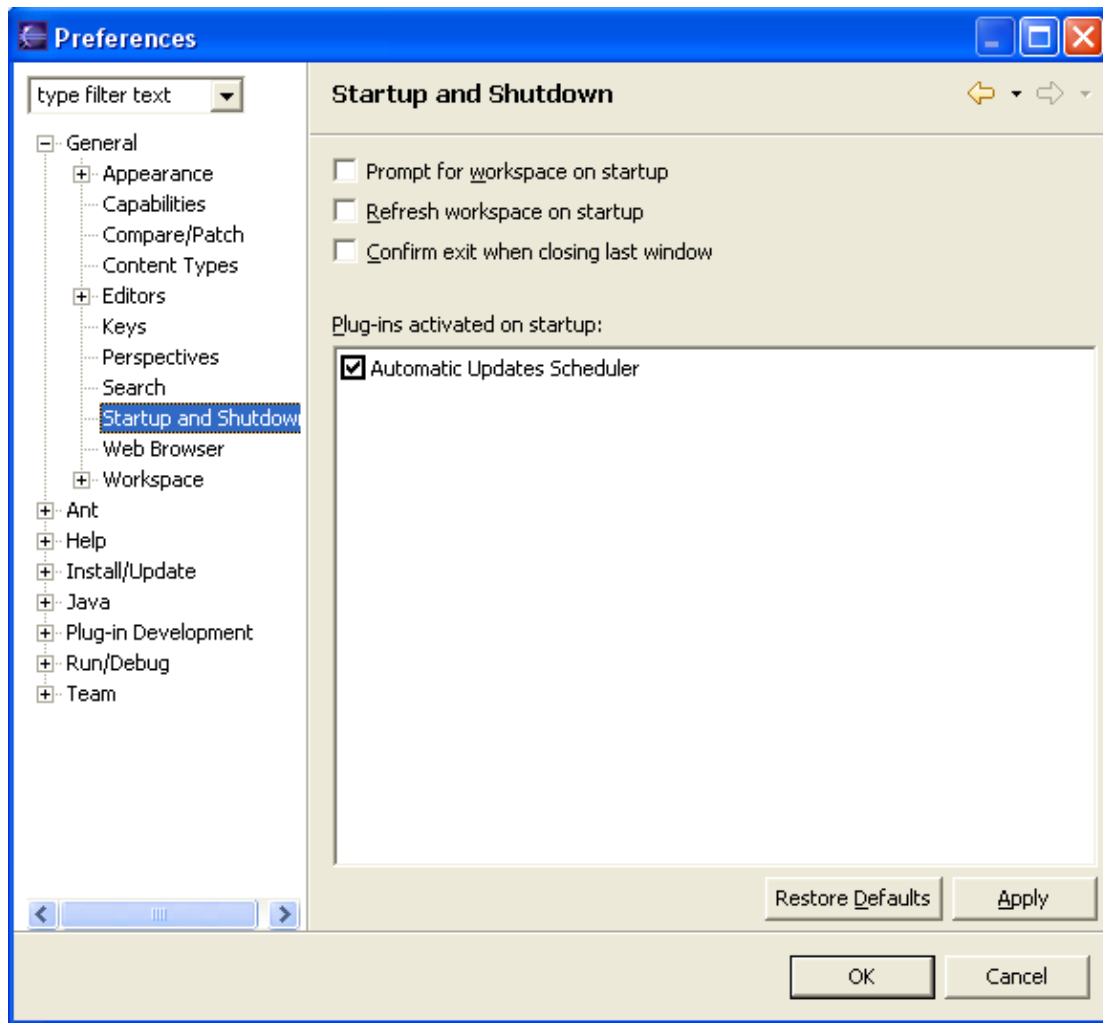 Preferences
type filter text
General
Appearance
Capabilities
Compare/Patch
Content Types
Editors
Keys
Perspectives
Search
Startup and Shutdown
Web Browser
Workspace
Ant
Help
Install/Update
Java
Plug-in Development
Run/Debug
Team
Startup and Shutdown
Prompt for workspace on startup
Refresh workspace on startup
Confirm exit when closing last window
Plug-ins activated on startup:
Automatic Updates Scheduler
Restore Defaults
Apply
OK
Cancel